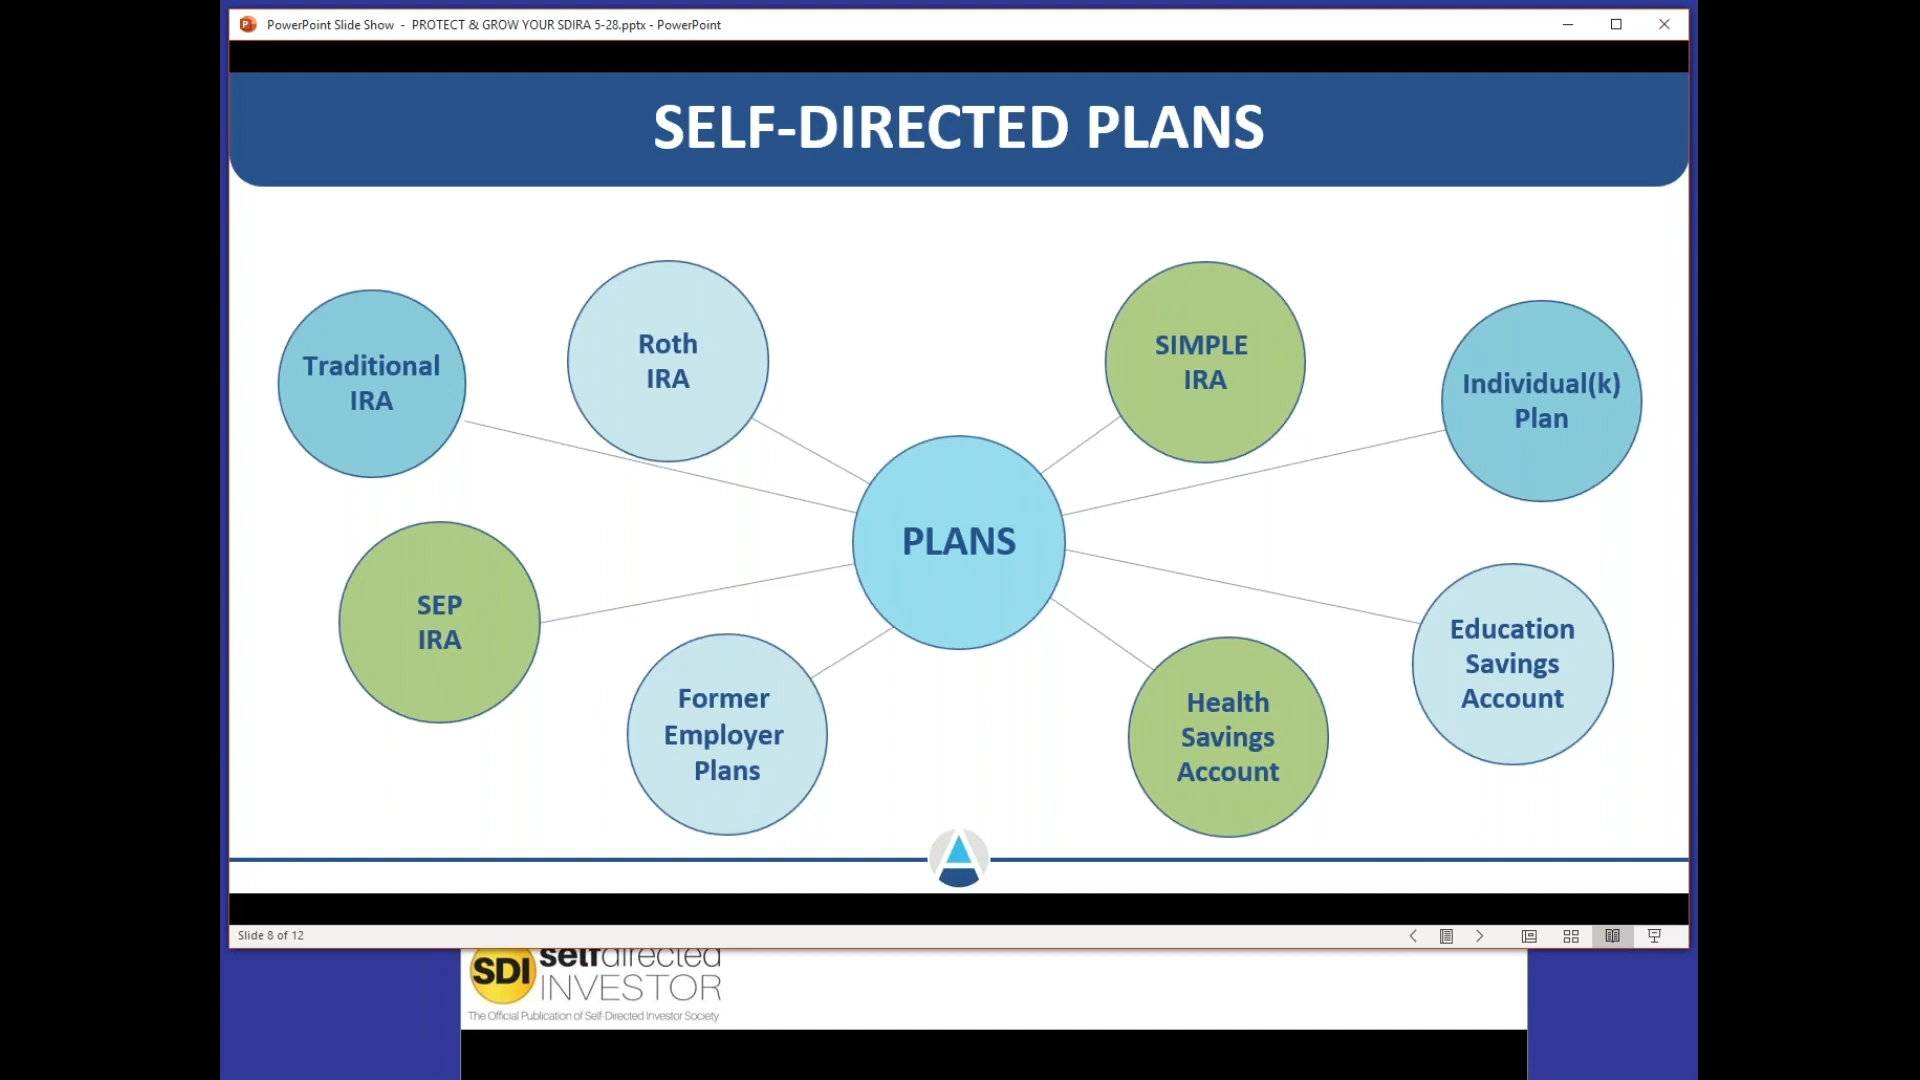 PowerPoint Slide Show - PROTECT & GROW YOUR SDIRA 5-28.pptx - PowerPoint
SELF-DIRECTED PLANS
Traditional
IRA
Roth
IRA
SIMPLE
IRA
Individual(k)
Plan
PLANS
SEP
IRA
Former
Employer
Plans
Health
Savings
Account
Education
Savings
Account
Slide 8 of 12
SDI selfdirected
INVESTOR
The Official Publication of Self-Directed Investor Society